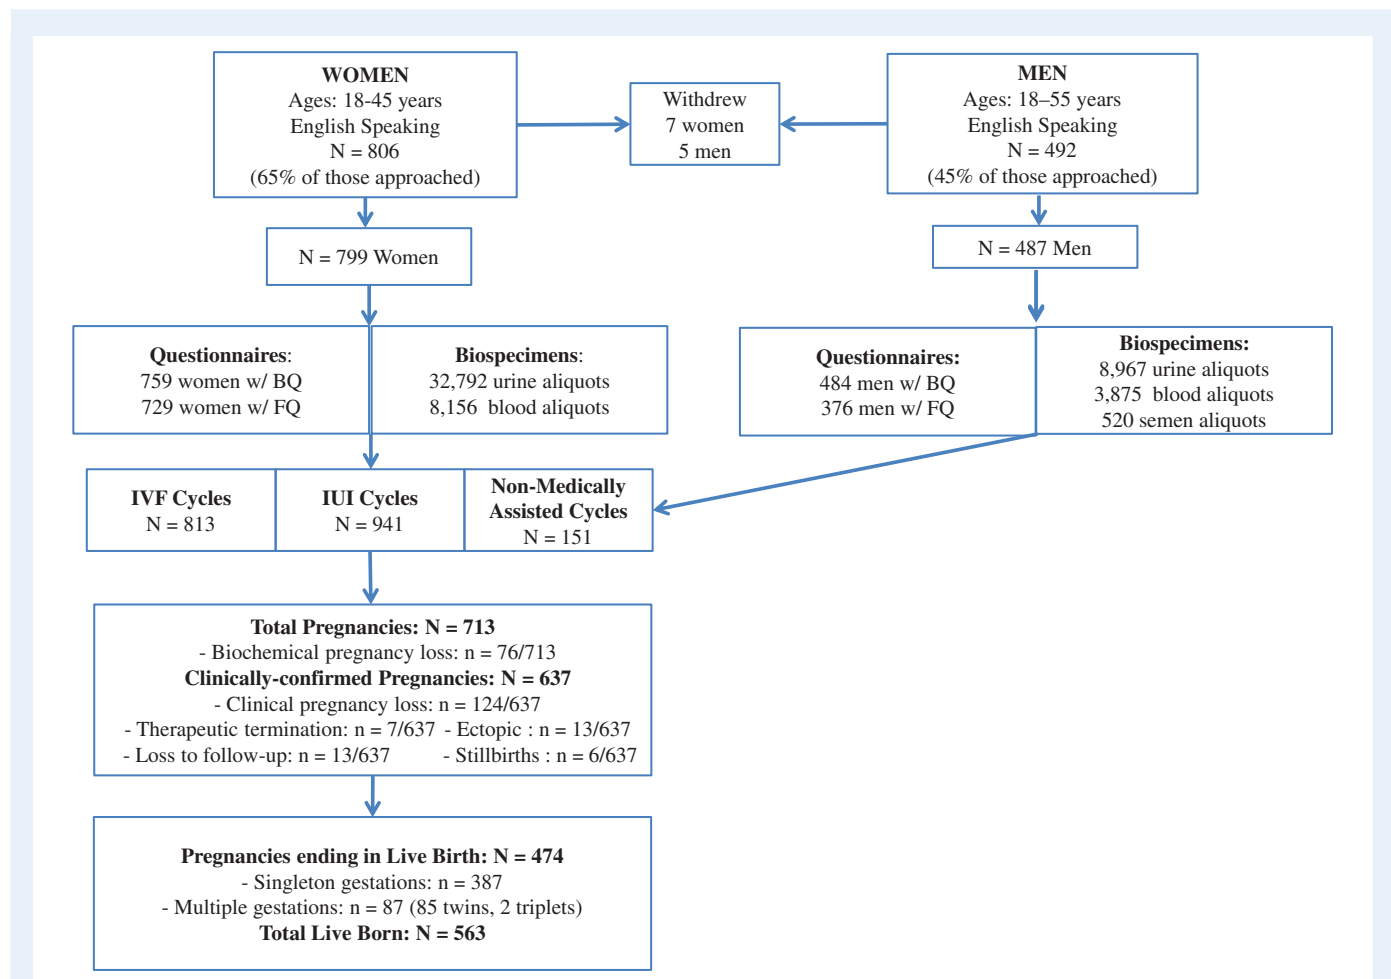 WOMEN
Ages: 18-45 years
English Speaking
N = 806
(65% of those approached)
Withdrew
7 women
5 men
MEN
Ages: 18–55 years
English Speaking
N = 492
(45% of those approached)
N = 799 Women
N = 487 Men
Questionnaires:
759 women w/ BQ
729 women w/ FQ
Biospecimens:
32,792 urine aliquots
8,156 blood aliquots
Questionnaires:
484 men w/ BQ
376 men w/ FQ
Biospecimens:
8,967 urine aliquots
3,875 blood aliquots
520 semen aliquots
IVF Cycles
N = 813
IUI Cycles
N = 941
Non-Medically
Assisted Cycles
N = 151
Total Pregnancies: N = 713
- Biochemical pregnancy loss: n = 76/713
Clinically-confirmed Pregnancies: N = 637
- Clinical pregnancy loss: n = 124/637
- Therapeutic termination: n = 7/637 - Ectopic : n = 13/637
- Loss to follow-up: n = 13/637 - Stillbirths : n = 6/637
Pregnancies ending in Live Birth: N = 474
- Singleton gestations: n = 387
- Multiple gestations: n = 87 (85 twins, 2 triplets)
Total Live Born: N = 563